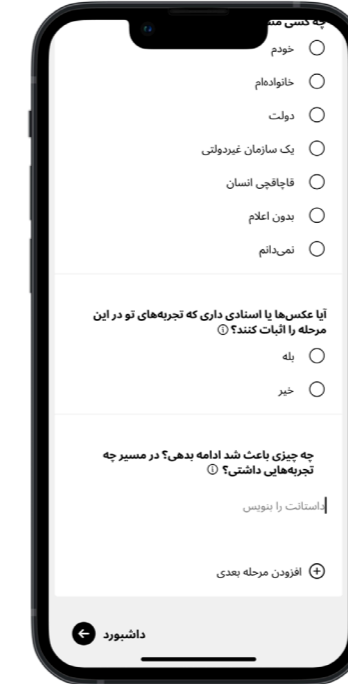 چه کسی
خودم
خانواده‌ام
دولت
یک سازمان غیردولتی
قاچاقچی انسان
بدون اعلام
نمی‌دانم
آیا عکس‌ها یا اسنادی داری که تجربه‌های تو در این
مرحله را اثبات کنند؟
بله
خیر
چه چیزی باعث شد ادامه بدهی؟ در مسیر چه
تجربه‌هایی داشتی؟
داستانت را بنویس
افزودن مرحله بعدی
داشبورد